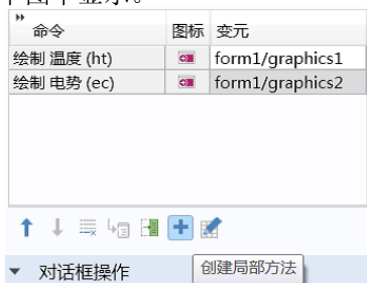 命令 图标 变元
绘制 温度 (ht) form1/graphics1
绘制 电势 (ec) form1/graphics2
创建局部方法
对话框操作